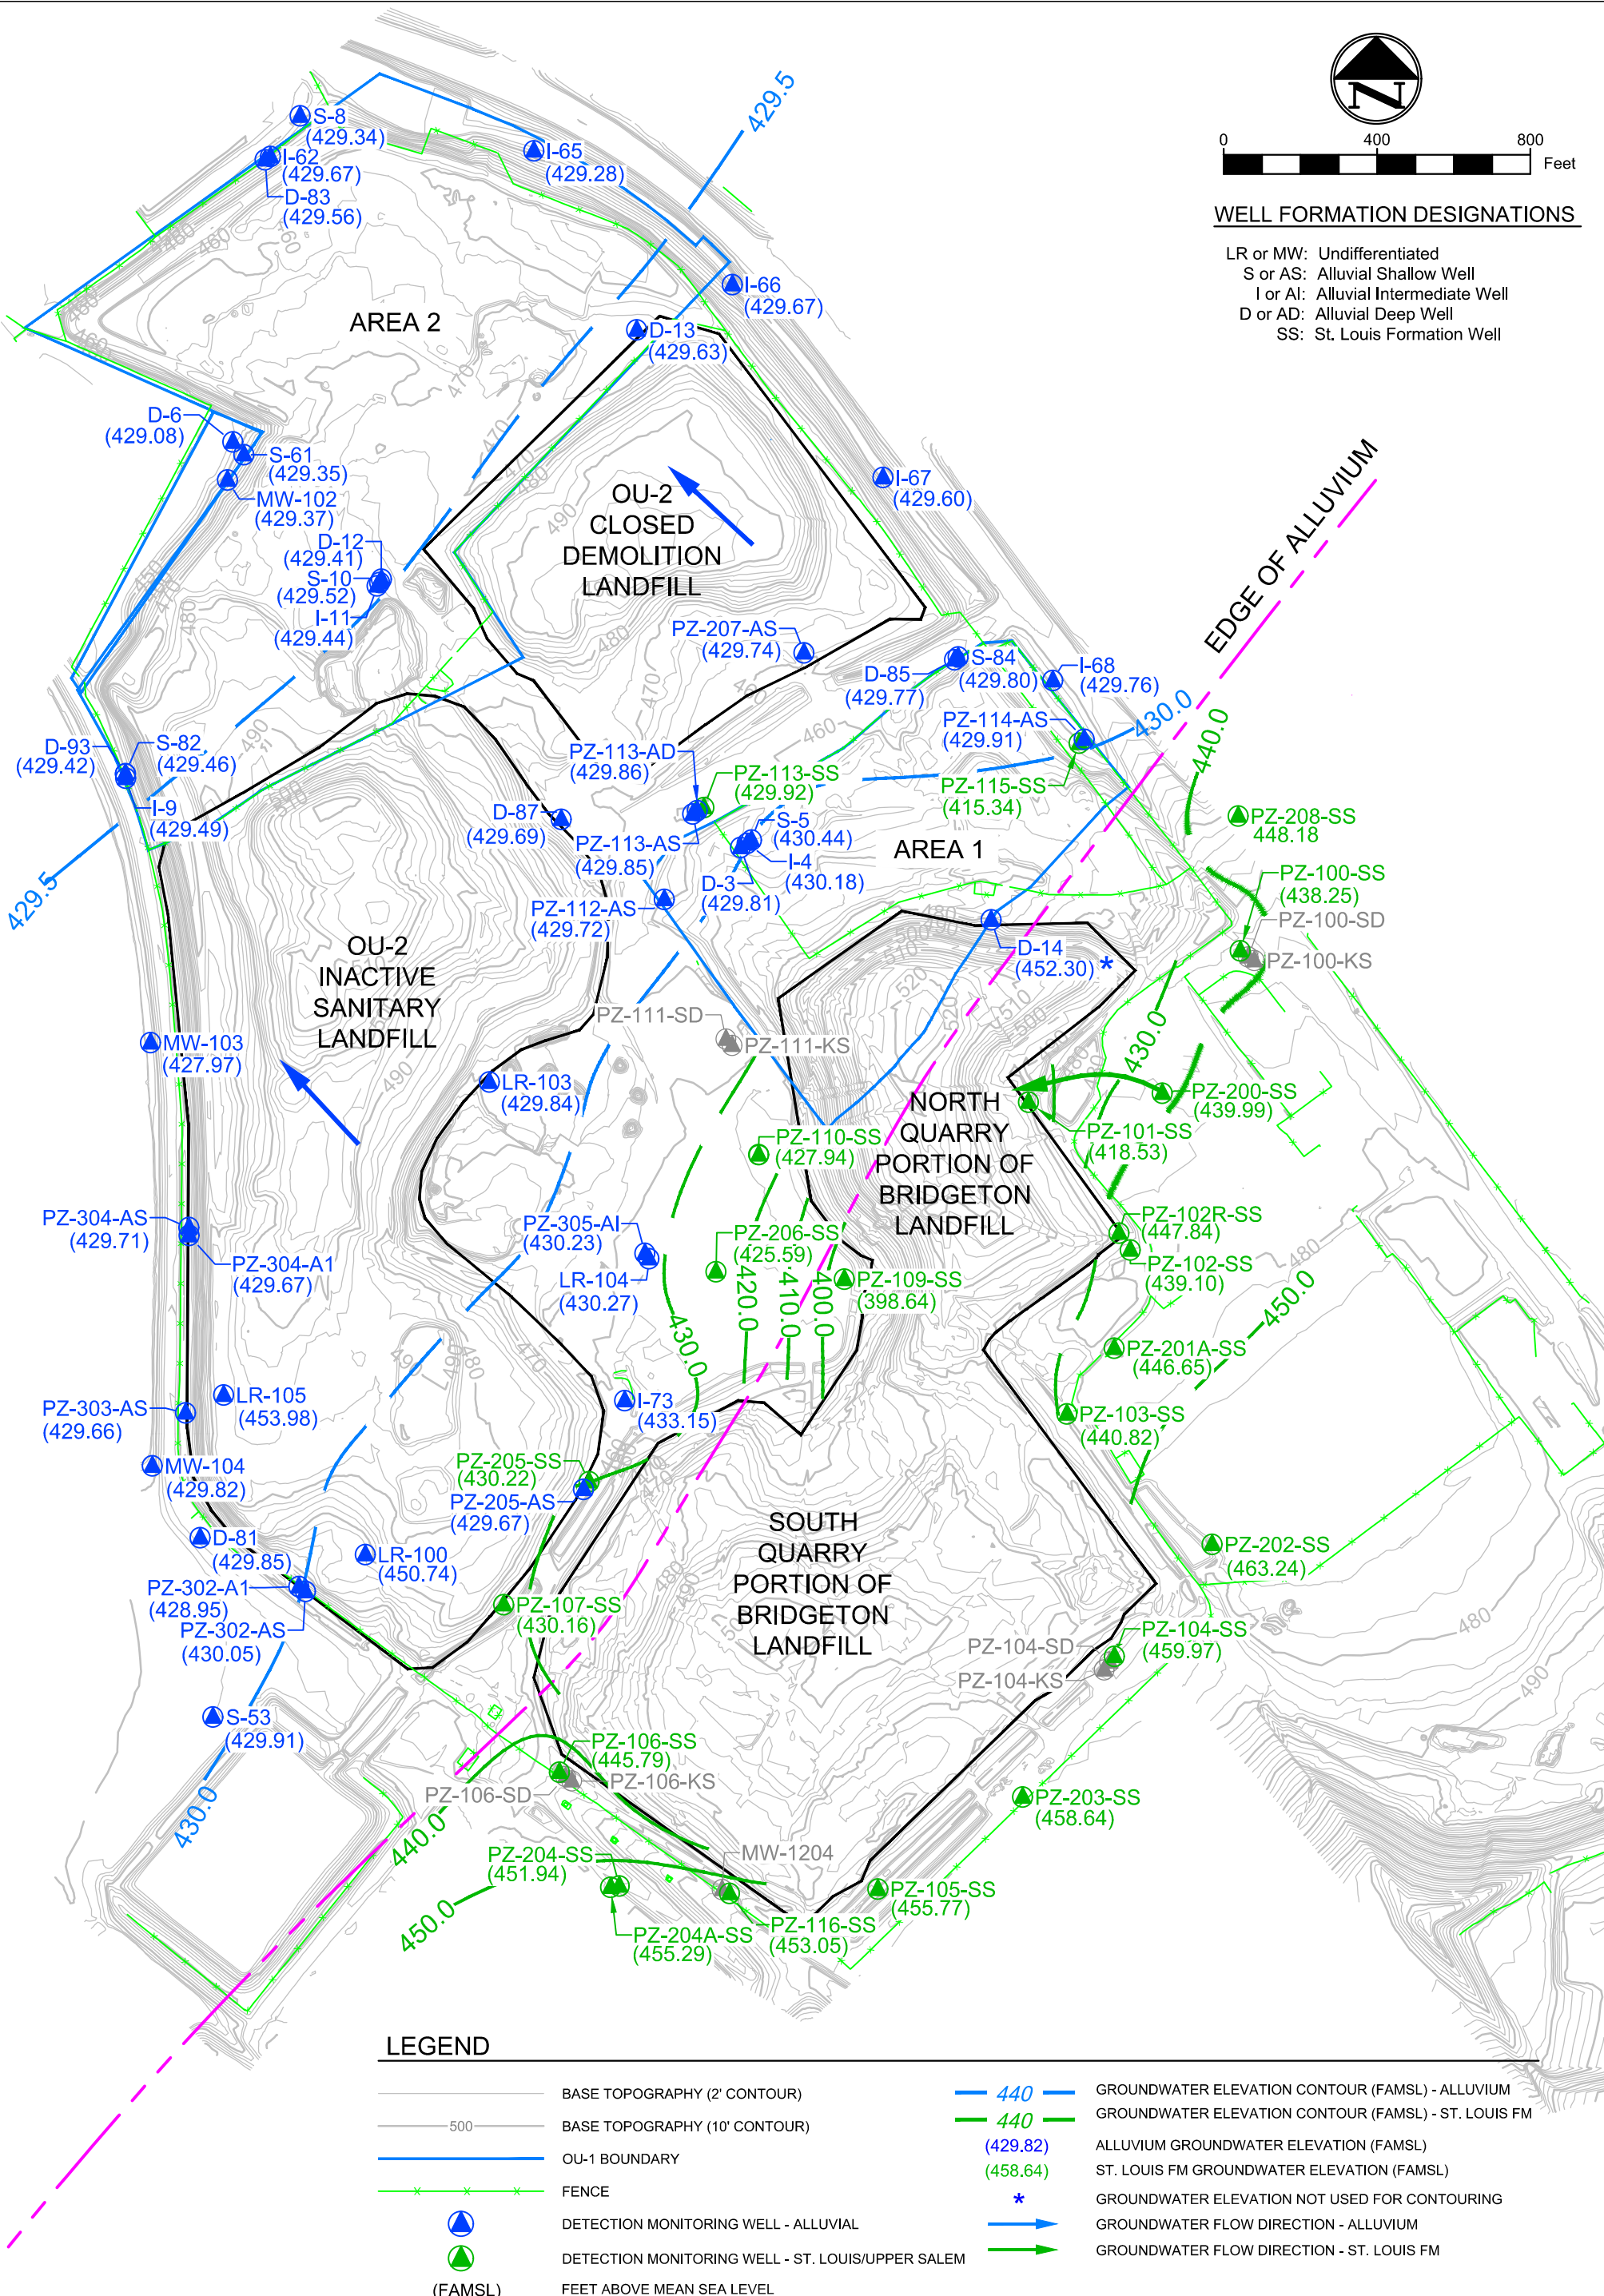 N
0 400 800
Feet
WELL FORMATION DESIGNATIONS
LR or MW: Undifferentiated
S or AS: Alluvial Shallow Well
I or AI: Alluvial Intermediate Well
D or AD: Alluvial Deep Well
SS: St. Louis Formation Well
429.5
S-8
(429.34)
I-62
(429.67)
D-83
(429.56)
I-65
(429.28)
I-66
(429.67)
AREA 2
D-13
(429.63)
D-6
(429.08)
S-61
(429.35)
MW-102
(429.37)
D-12
(429.41)
S-10
(429.52)
I-11
(429.44)
OU-2
CLOSED
DEMOLITION
LANDFILL
I-67
(429.60)
EDGE OF ALLUVIUM
PZ-207-AS
(429.74)
D-85
(429.77)
S-84
(429.80)
I-68
(429.76)
PZ-114-AS
(429.91)
430.0
440.0
D-93
(429.42)
S-82
(429.46)
I-9
(429.49)
429.5
PZ-113-AD
(429.86)
PZ-113-SS
(429.92)
PZ-115-SS
(415.34)
D-87
(429.69)
PZ-113-AS
(429.85)
S-5
(430.44)
I-4
(430.18)
D-3
(429.81)
AREA 1
PZ-208-SS
448.18
PZ-100-SS
(438.25)
PZ-100-SD
PZ-100-KS
PZ-112-AS
(429.72)
D-14
(452.30) *
OU-2
INACTIVE
SANITARY
LANDFILL
PZ-111-SD
PZ-111-KS
430.0
MW-103
(427.97)
LR-103
(429.84)
NORTH
QUARRY
PORTION OF
BRIDGETON
LANDFILL
PZ-200-SS
(439.99)
PZ-101-SS
(418.53)
PZ-110-SS
(427.94)
PZ-304-AS
(429.71)
PZ-304-A1
(429.67)
PZ-305-AI
(430.23)
LR-104
(430.27)
PZ-206-SS
(425.59)
PZ-109-SS
(398.64)
PZ-102R-SS
(447.84)
PZ-102-SS
(439.10)
430.0
420.0
410.0
400.0
450.0
PZ-201A-SS
(446.65)
PZ-103-SS
(440.82)
LR-105
(453.98)
PZ-303-AS
(429.66)
I-73
(433.15)
MW-104
(429.82)
PZ-205-SS
(430.22)
PZ-205-AS
(429.67)
D-81
(429.85)
LR-100
(450.74)
PZ-302-A1
(428.95)
PZ-302-AS
(430.05)
PZ-107-SS
(430.16)
SOUTH
QUARRY
PORTION OF
BRIDGETON
LANDFILL
PZ-202-SS
(463.24)
PZ-104-SD
PZ-104-SS
(459.97)
PZ-104-KS
S-53
(429.91)
430.0
PZ-106-SS
(445.79)
PZ-106-KS
PZ-106-SD
440.0
PZ-203-SS
(458.64)
PZ-204-SS
(451.94)
MW-1204
450.0
PZ-204A-SS
(455.29)
PZ-116-SS
(453.05)
PZ-105-SS
(455.77)
LEGEND
BASE TOPOGRAPHY (2' CONTOUR)
500 BASE TOPOGRAPHY (10' CONTOUR)
OU-1 BOUNDARY
FENCE
DETECTION MONITORING WELL - ALLUVIAL
DETECTION MONITORING WELL - ST. LOUIS/UPPER SALEM
(FAMSL) FEET ABOVE MEAN SEA LEVEL
440 GROUNDWATER ELEVATION CONTOUR (FAMSL) - ALLUVIUM
440 GROUNDWATER ELEVATION CONTOUR (FAMSL) - ST. LOUIS FM
(429.82) ALLUVIUM GROUNDWATER ELEVATION (FAMSL)
(458.64) ST. LOUIS FM GROUNDWATER ELEVATION (FAMSL)
* GROUNDWATER ELEVATION NOT USED FOR CONTOURING
GROUNDWATER FLOW DIRECTION - ALLUVIUM
GROUNDWATER FLOW DIRECTION - ST. LOUIS FM